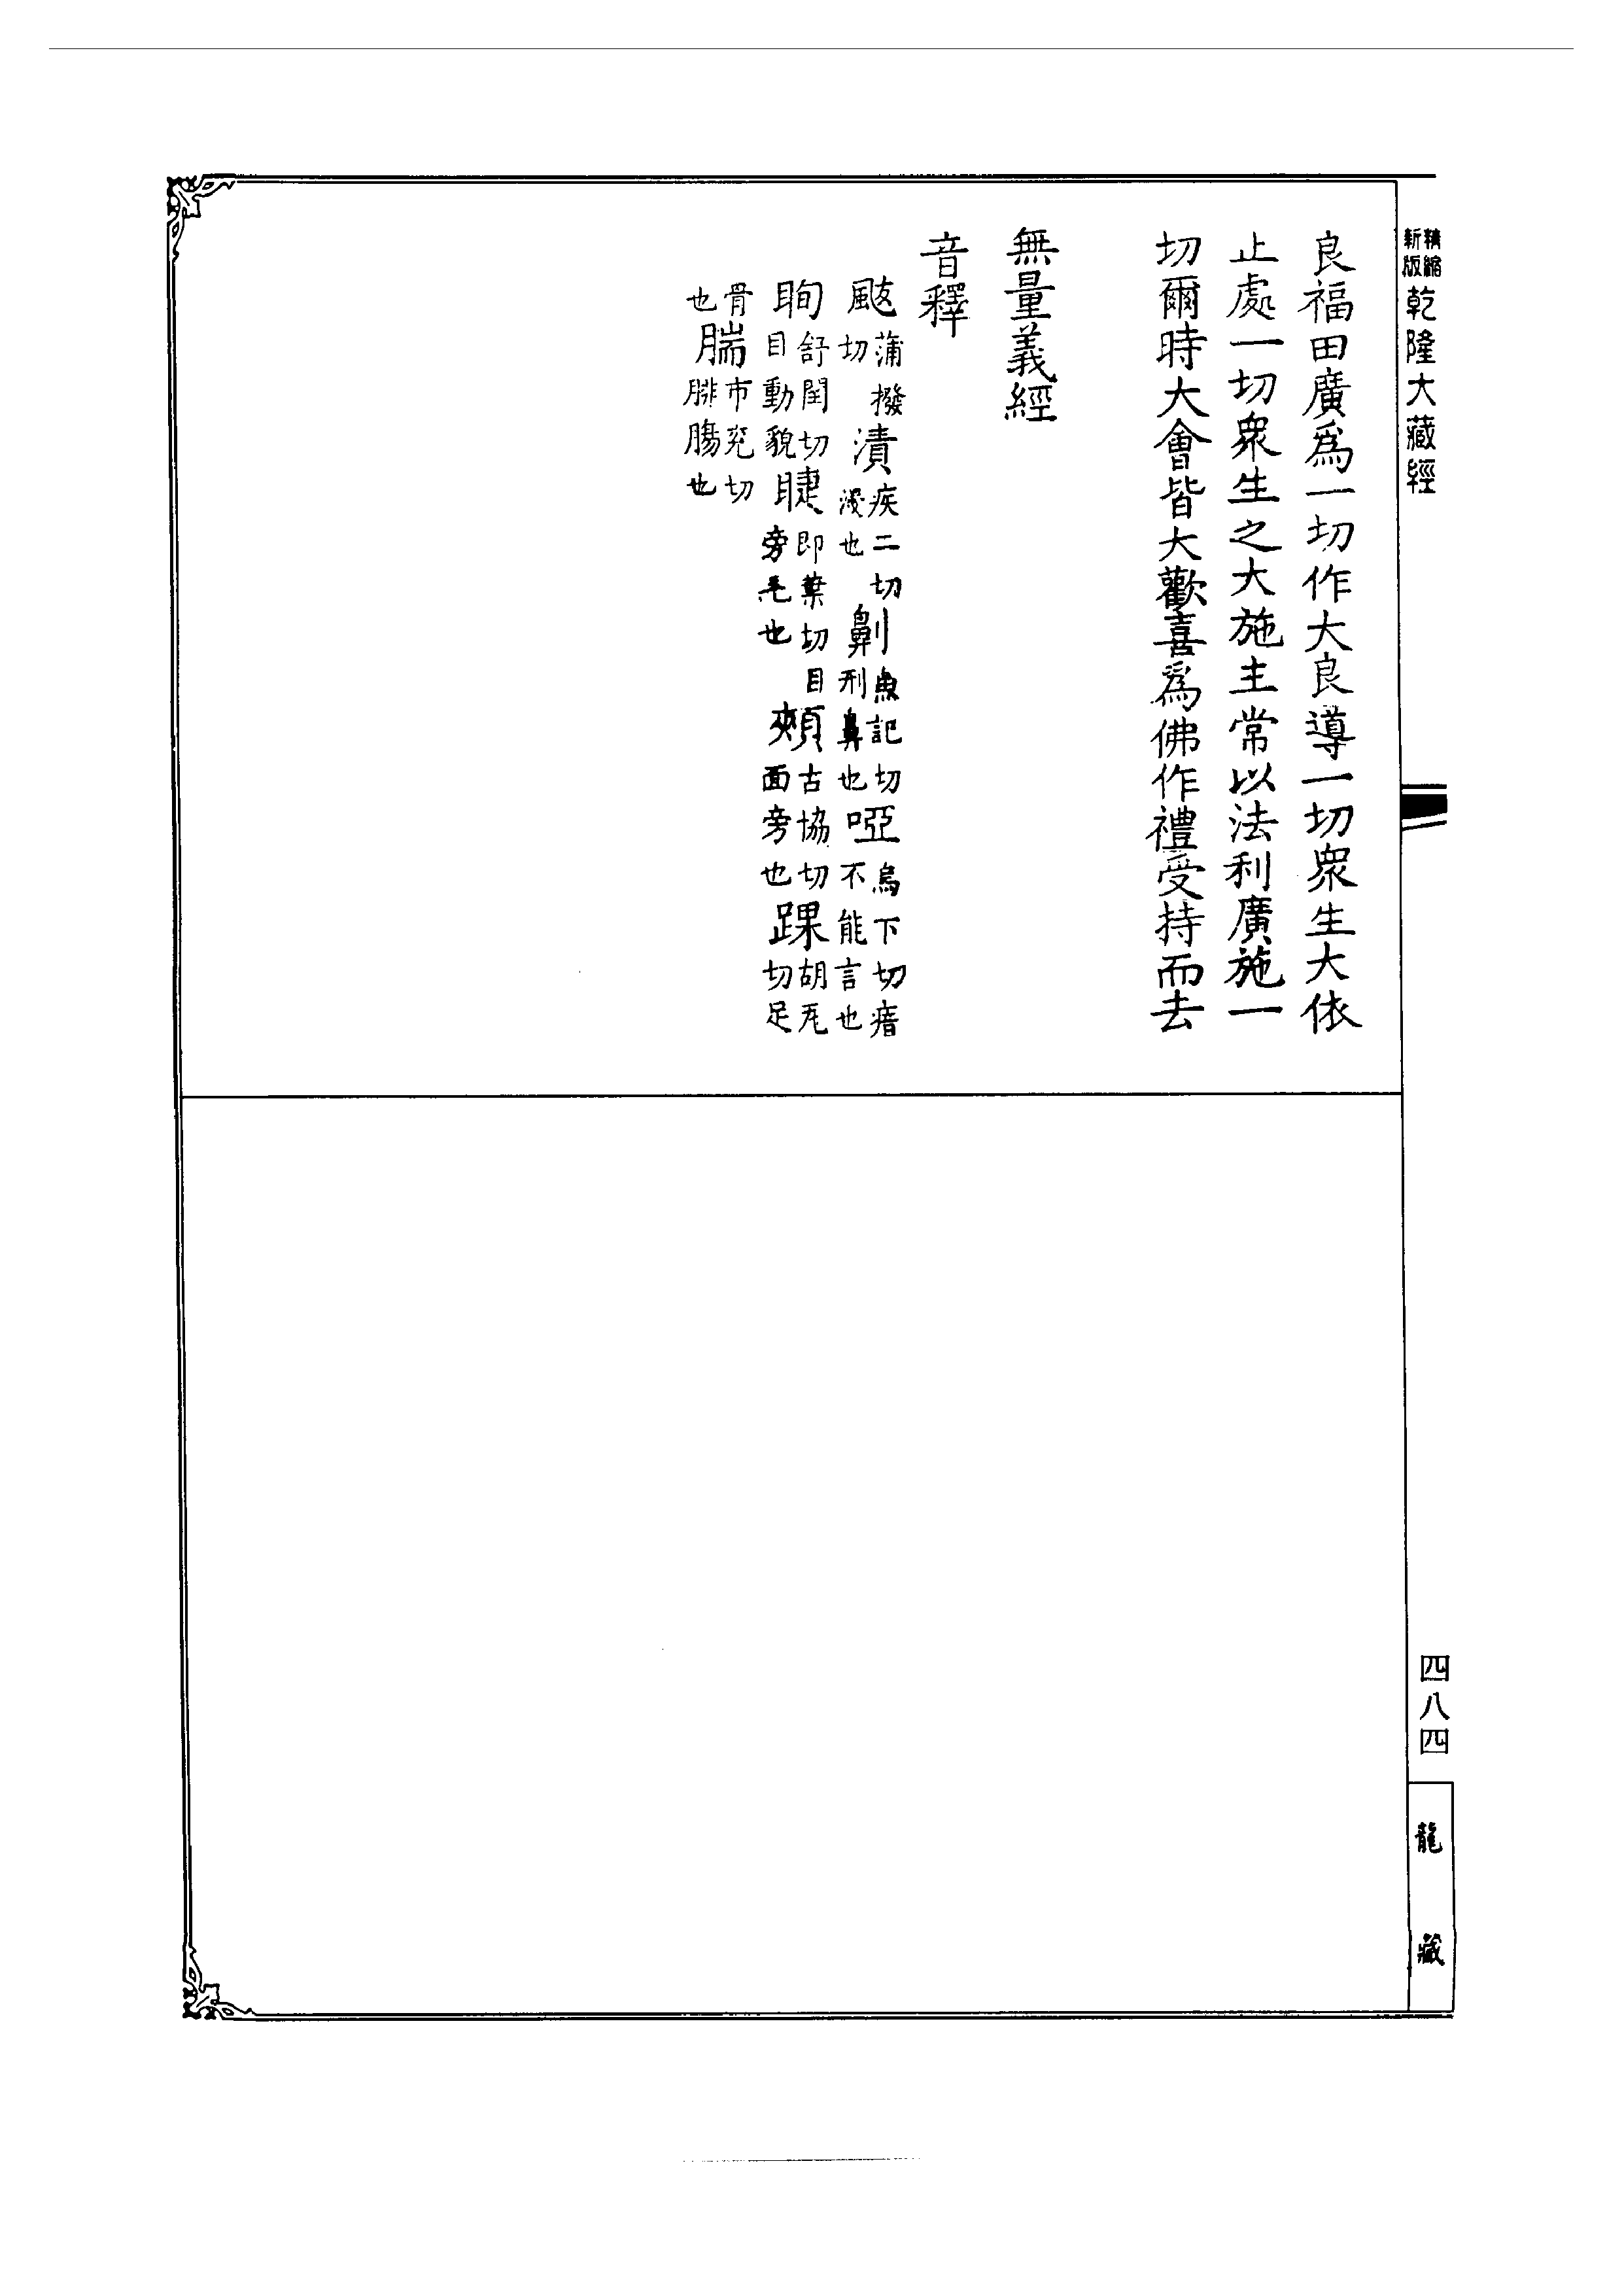 精縮新版乾隆大藏經
良福田廣爲一切作大良導一切衆生大依
止處一切衆生之大施主常以法利廣施一
切爾時大會皆大歡喜爲佛作禮受持而去
無量義經
音釋
颰蒲撥切漬疾二切浸也劓魚記切刑鼻也啞烏下切瘖不能言也
眴舒閏切目動貌睫即葉切目旁毛也頰古協切面旁也踝胡瓦切足
骨也腨市兗切腓腸也
四八四
龍藏